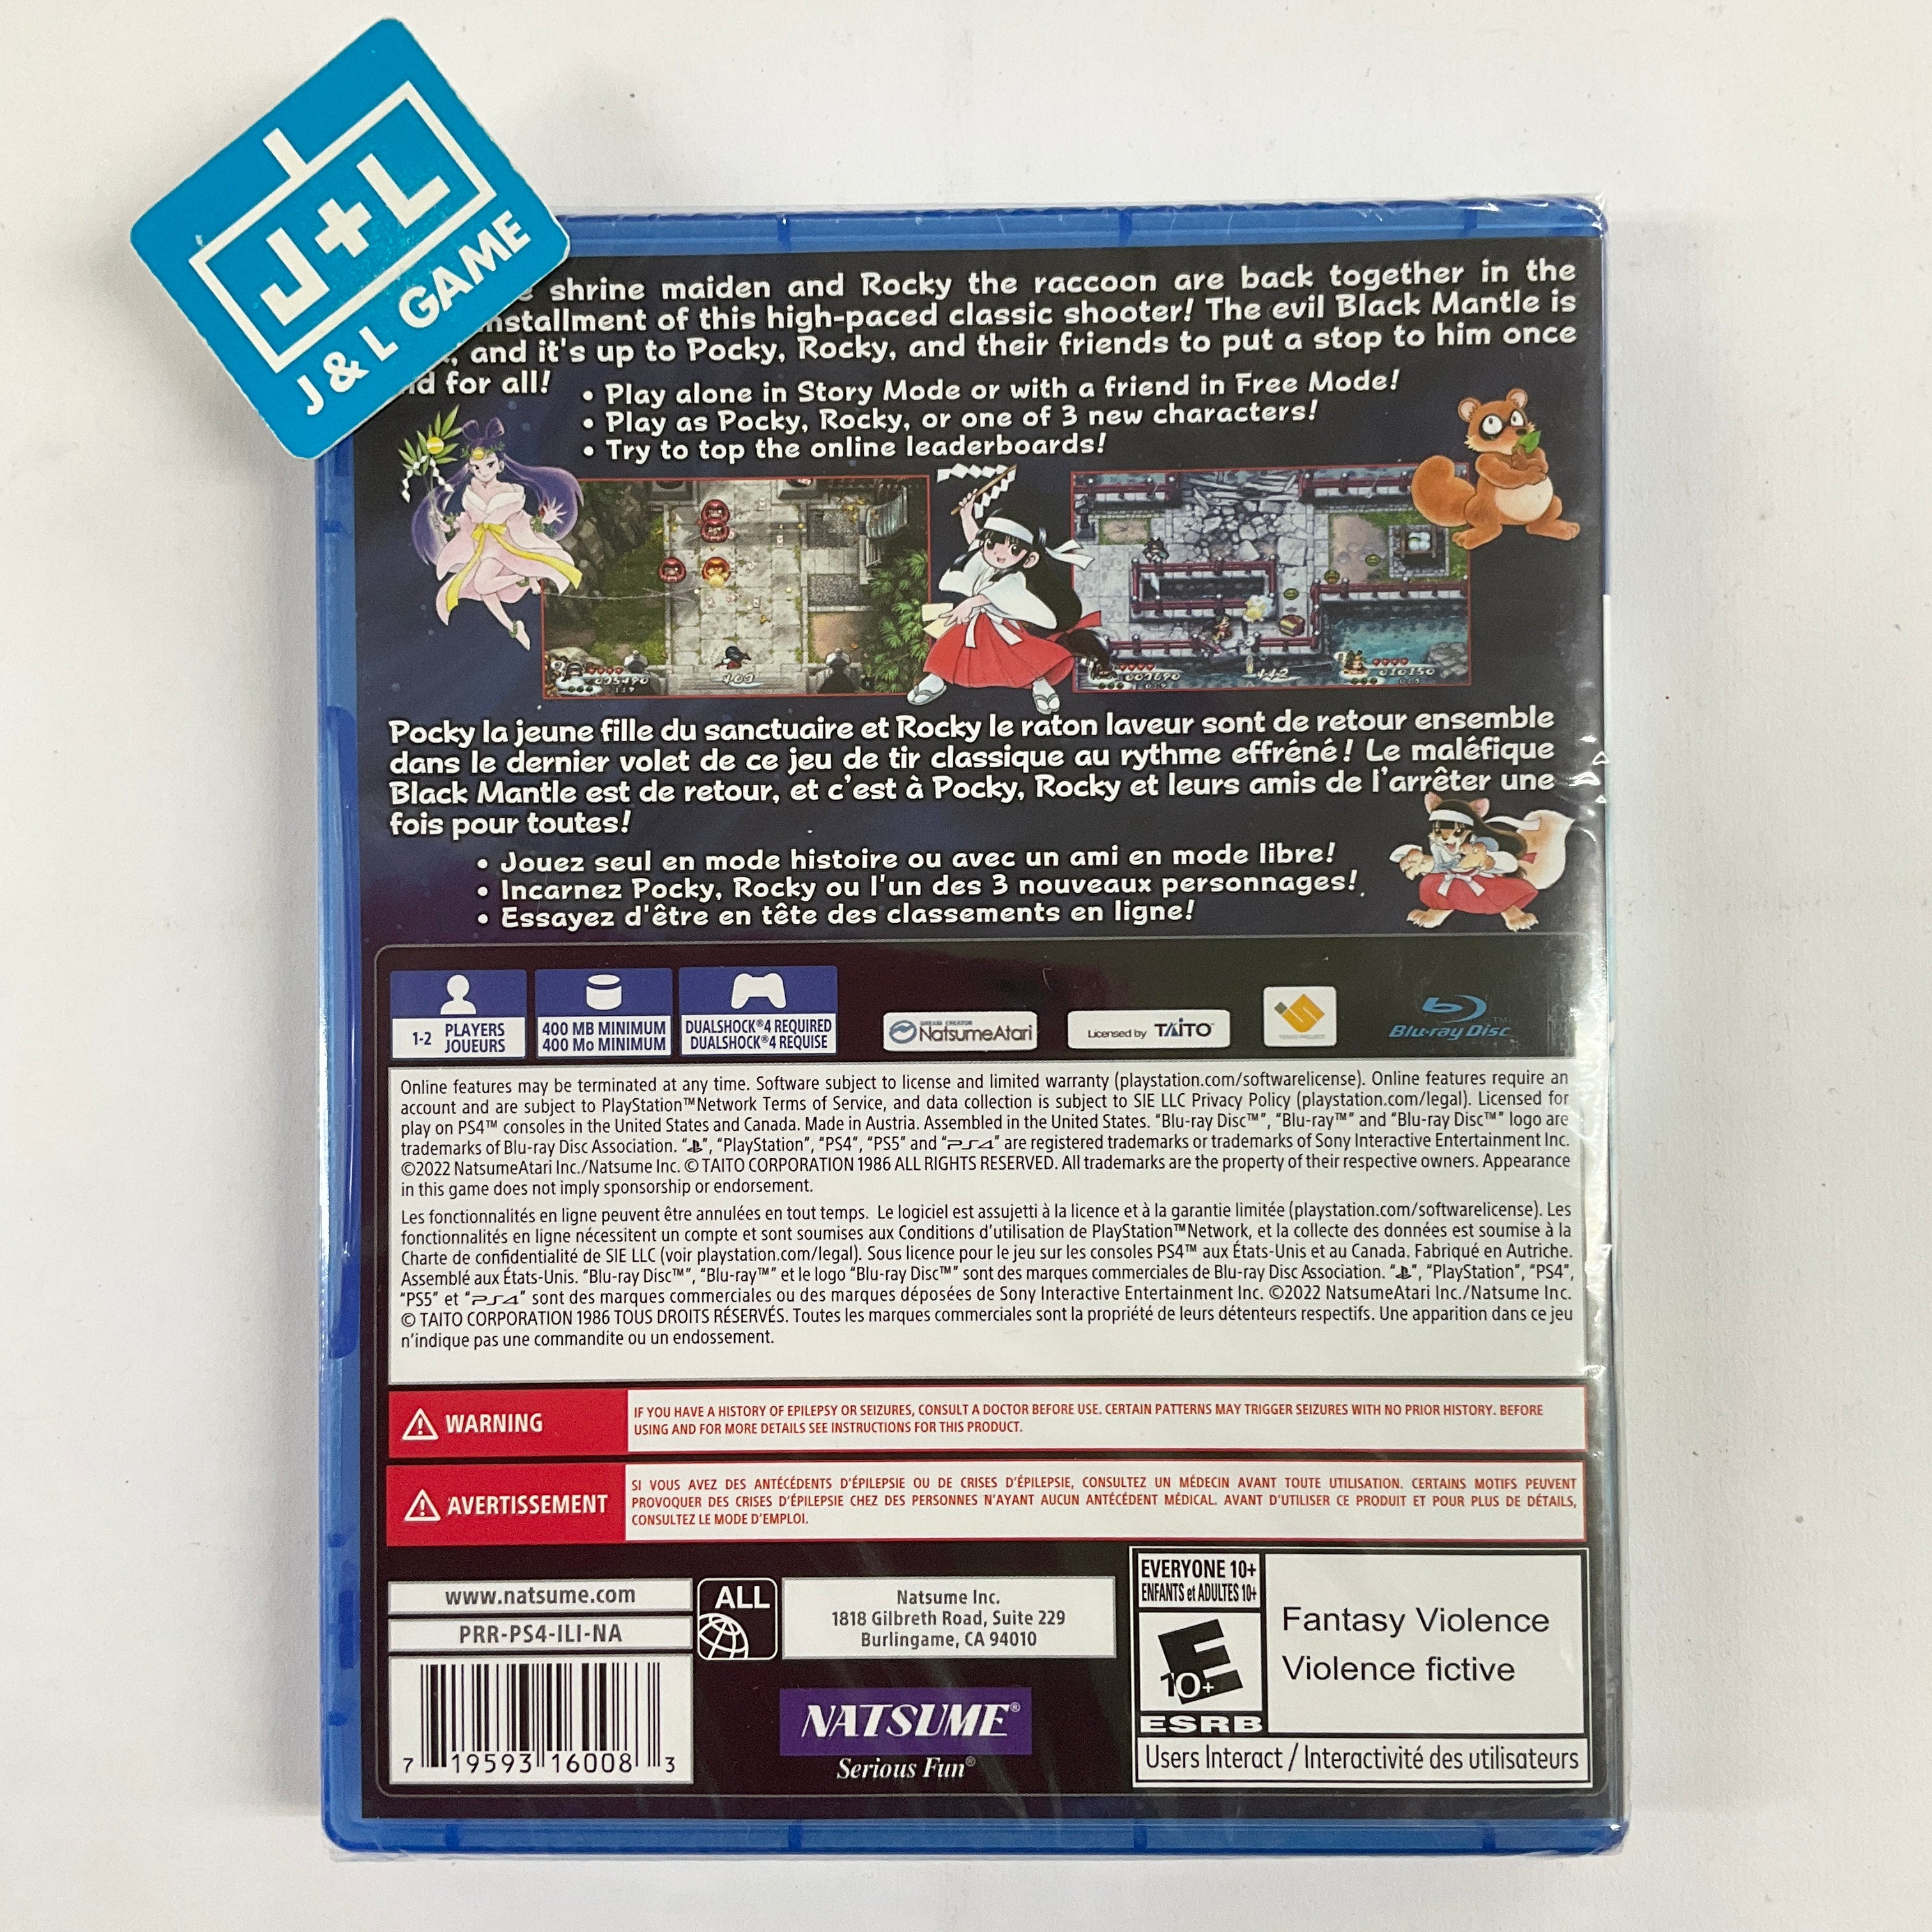 J+L
J & L GAME
shrine maiden and Rocky the raccoon are back together in the
installment of this high-paced classic shooter! The evil Black Mantle is
and it's up to Pocky, Rocky, and their friends to put a stop to him once
for all!
• Play alone in Story Mode or with a friend in Free Mode!
• Play as Pocky, Rocky, or one of 3 new characters!
• Try to top the online leaderboards!
Pocky la jeune fille du sanctuaire et Rocky le raton laveur sont de retour ensemble
dans le dernier volet de ce jeu de tir classique au rythme effréné! Le maléfique
Black Mantle est de retour, et c'est à Pocky, Rocky et leurs amis de l'arrêter une
fois pour toutes!
• Jouez seul en mode histoire ou avec un ami en mode libre!
• Incarnez Pocky, Rocky ou l'un des 3 nouveaux personnages!
• Essayez d'être en tête des classements en ligne!
1-2 PLAYERS
JOUEURS
400 MB MINIMUM
400 Mo MINIMUM
DUALSHOCK®4 REQUIRED
DUALSHOCK®4 REQUISE
DREAM CREATOR
NatsumeAtari
Licensed by TAITO
TENGO PROJECT
Blu-ray Disc™
Online features may be terminated at any time. Software subject to license and limited warranty (playstation.com/softwarelicense). Online features require an
account and are subject to PlayStation™Network Terms of Service, and data collection is subject to SIE LLC Privacy Policy (playstation.com/legal). Licensed for
play on PS4™ consoles in the United States and Canada. Made in Austria. Assembled in the United States. “Blu-ray Disc™”, “Blu-ray™” and “Blu-ray Disc™” logo are
trademarks of Blu-ray Disc Association. “”, “PlayStation”, “PS4”, “PS5” and “PS4” are registered trademarks or trademarks of Sony Interactive Entertainment Inc.
©2022 NatsumeAtari Inc./Natsume Inc. © TAITO CORPORATION 1986 ALL RIGHTS RESERVED. All trademarks are the property of their respective owners. Appearance
in this game does not imply sponsorship or endorsement.
Les fonctionnalités en ligne peuvent être annulées en tout temps. Le logiciel est assujetti à la licence et à la garantie limitée (playstation.com/softwarelicense). Les
fonctionnalités en ligne nécessitent un compte et sont soumises aux Conditions d'utilisation de PlayStation™Network, et la collecte des données est soumise à la
Charte de confidentialité de SIE LLC (voir playstation.com/legal). Sous licence pour le jeu sur les consoles PS4™ aux États-Unis et au Canada. Fabriqué en Autriche.
Assemblé aux États-Unis. “Blu-ray Disc™”, “Blu-ray™” et le logo “Blu-ray Disc™” sont des marques commerciales de Blu-ray Disc Association. “”, “PlayStation”, “PS4”,
“PS5” et “PS4” sont des marques commerciales ou des marques déposées de Sony Interactive Entertainment Inc. ©2022 NatsumeAtari Inc./Natsume Inc.
© TAITO CORPORATION 1986 TOUS DROITS RÉSERVÉS. Toutes les marques commerciales sont la propriété de leurs détenteurs respectifs. Une apparition dans ce jeu
n'indique pas une commandite ou un endossement.
WARNING
IF YOU HAVE A HISTORY OF EPILEPSY OR SEIZURES, CONSULT A DOCTOR BEFORE USE. CERTAIN PATTERNS MAY TRIGGER SEIZURES WITH NO PRIOR HISTORY. BEFORE
USING AND FOR MORE DETAILS SEE INSTRUCTIONS FOR THIS PRODUCT.
AVERTISSEMENT
SI VOUS AVEZ DES ANTÉCÉDENTS D'ÉPILEPSIE OU DE CRISES D'ÉPILEPSIE, CONSULTEZ UN MÉDECIN AVANT TOUTE UTILISATION. CERTAINS MOTIFS PEUVENT
PROVOQUER DES CRISES D'ÉPILEPSIE CHEZ DES PERSONNES N'AYANT AUCUN ANTÉCÉDENT MÉDICAL. AVANT D'UTILISER CE PRODUIT ET POUR PLUS DE DÉTAILS,
CONSULTEZ LE MODE D'EMPLOI.
www.natsume.com
PRR-PS4-ILI-NA
7 19593 16008 3
ALL
Natsume Inc.
1818 Gilbreth Road, Suite 229
Burlingame, CA 94010
NATSUME®
Serious Fun®
EVERYONE 10+
ENFANTS et ADULTES 10+
E
10+
ESRB
Fantasy Violence
Violence fictive
Users Interact / Interactivité des utilisateurs